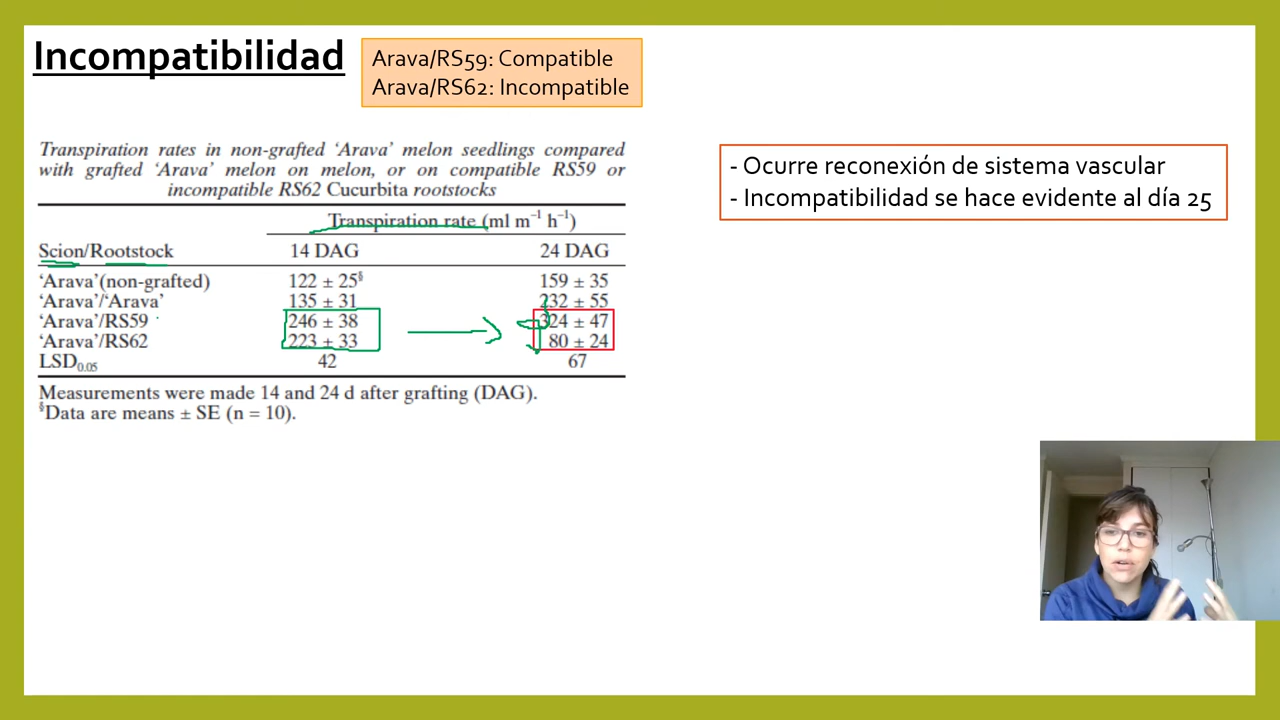 Incompatibilidad
Arava/RS59: Compatible
Arava/RS62: Incompatible
Transpiration rates in non-grafted ‘Arava’ melon seedlings compared
with grafted ‘Arava’ melon on melon, or on compatible RS59 or
incompatible RS62 Cucurbita rootstocks
Transpiration rate (ml m⁻¹ h⁻¹)
Scion/Rootstock 14 DAG 24 DAG
‘Arava’(non-grafted) 122 ± 25§ 159 ± 35
‘Arava’/‘Arava’ 135 ± 31 232 ± 55
‘Arava’/RS59 246 ± 38 324 ± 47
‘Arava’/RS62 223 ± 33 80 ± 24
LSD0.05 42 67
Measurements were made 14 and 24 d after grafting (DAG).
§Data are means ± SE (n = 10).
- Ocurre reconexión de sistema vascular
- Incompatibilidad se hace evidente al día 25